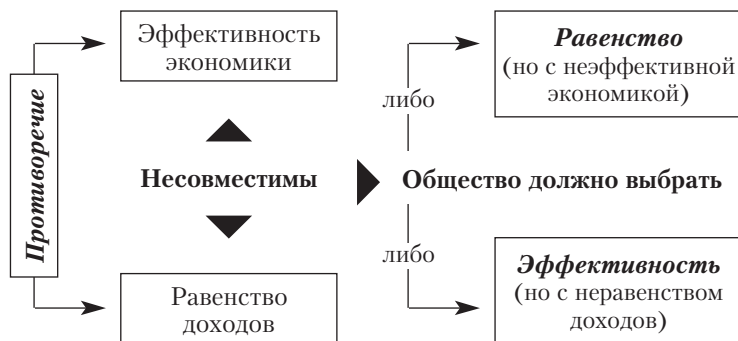 Противоречие
Эффективность
экономики
Несовместимы
Равенство
доходов
Общество должно выбрать
либо
Равенство
(но с неэффективной
экономикой)
либо
Эффективность
(но с неравенством
доходов)